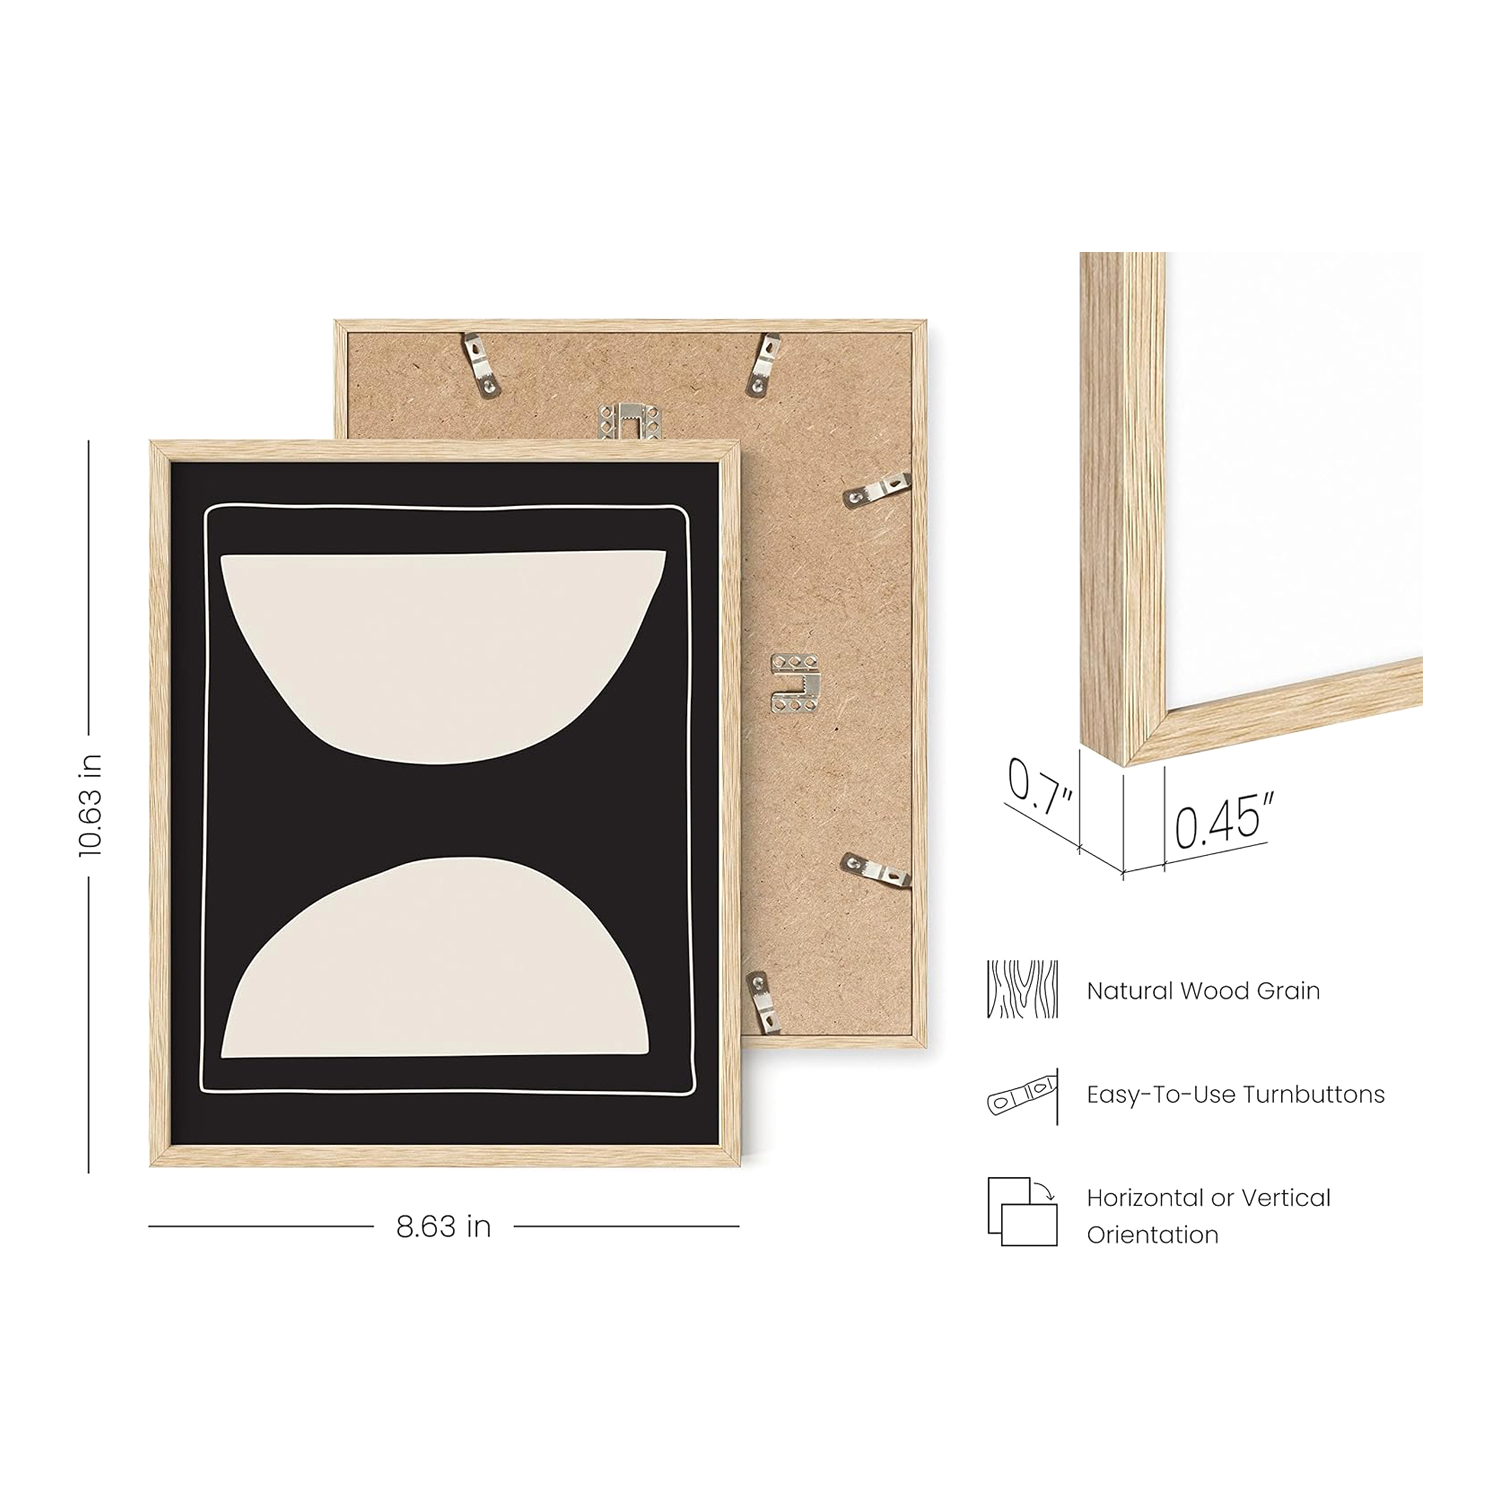 10.63 in
8.63 in
0.7"
0.45"
Natural Wood Grain
Easy-To-Use Turnbuttons
Horizontal or Vertical
Orientation